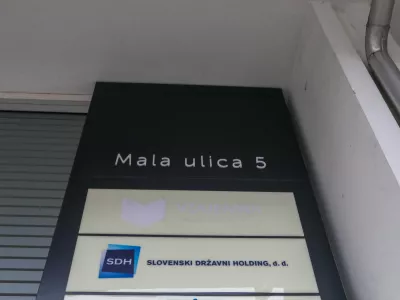 Mala ulica 5
SDH SLOVENSKI DRŽAVNI HOLDING, d. d.